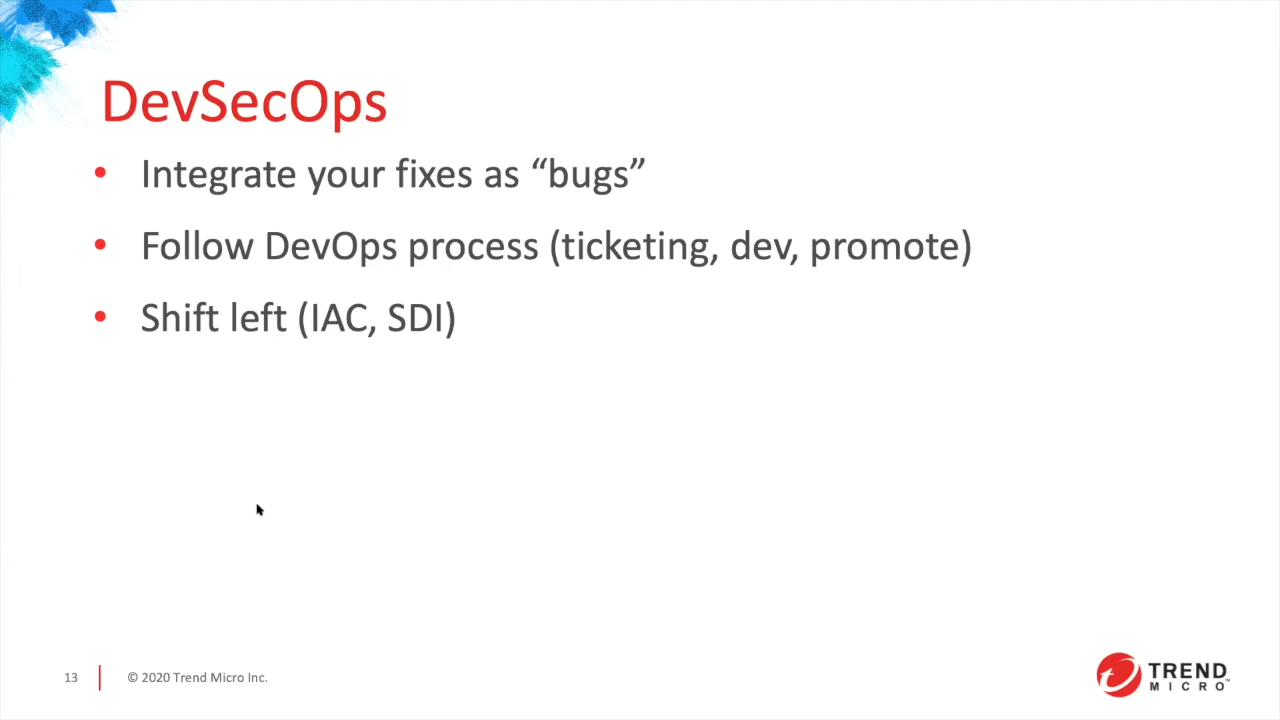 DevSecOps
• Integrate your fixes as “bugs”
• Follow DevOps process (ticketing, dev, promote)
• Shift left (IAC, SDI)
13
© 2020 Trend Micro Inc.
TREND
MICRO™